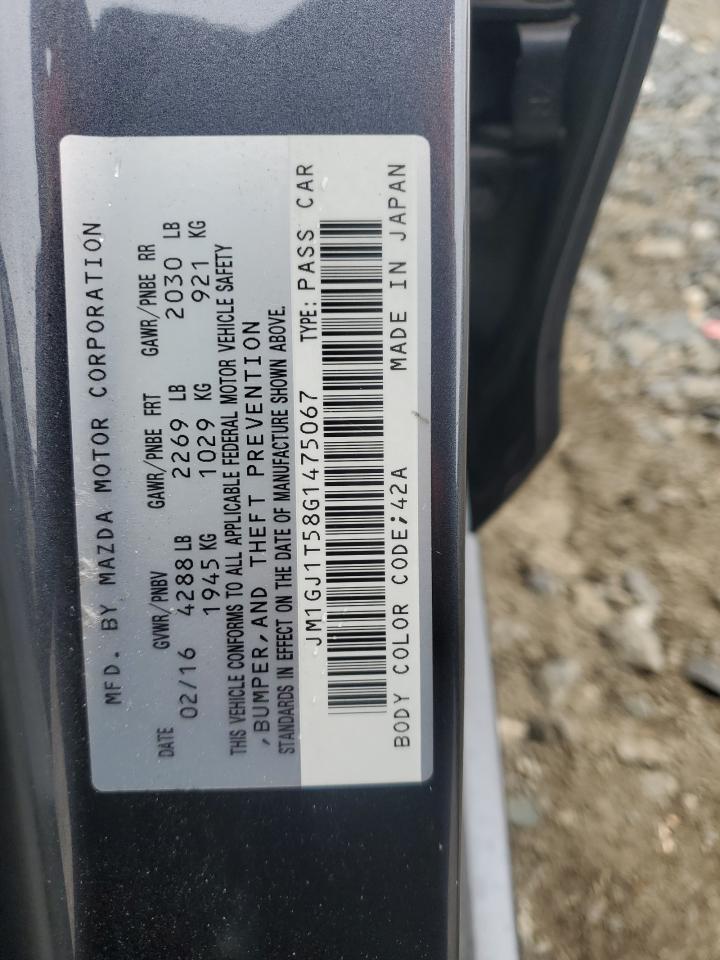 MFD. BY MAZDA MOTOR CORPORATION
DATE GVWR/PNBV GAWR/PNBE FRT GAWR/PNBE RR
02/16 4288 LB 2269 LB 2030 LB
1945 KG 1029 KG 921 KG
THIS VEHICLE CONFORMS TO ALL APPLICABLE FEDERAL MOTOR VEHICLE SAFETY
,BUMPER,AND THEFT PREVENTION
STANDARDS IN EFFECT ON THE DATE OF MANUFACTURE SHOWN ABOVE.
JM1GJ1T58G1475067 TYPE: PASS CAR
BODY COLOR CODE;42A MADE IN JAPAN